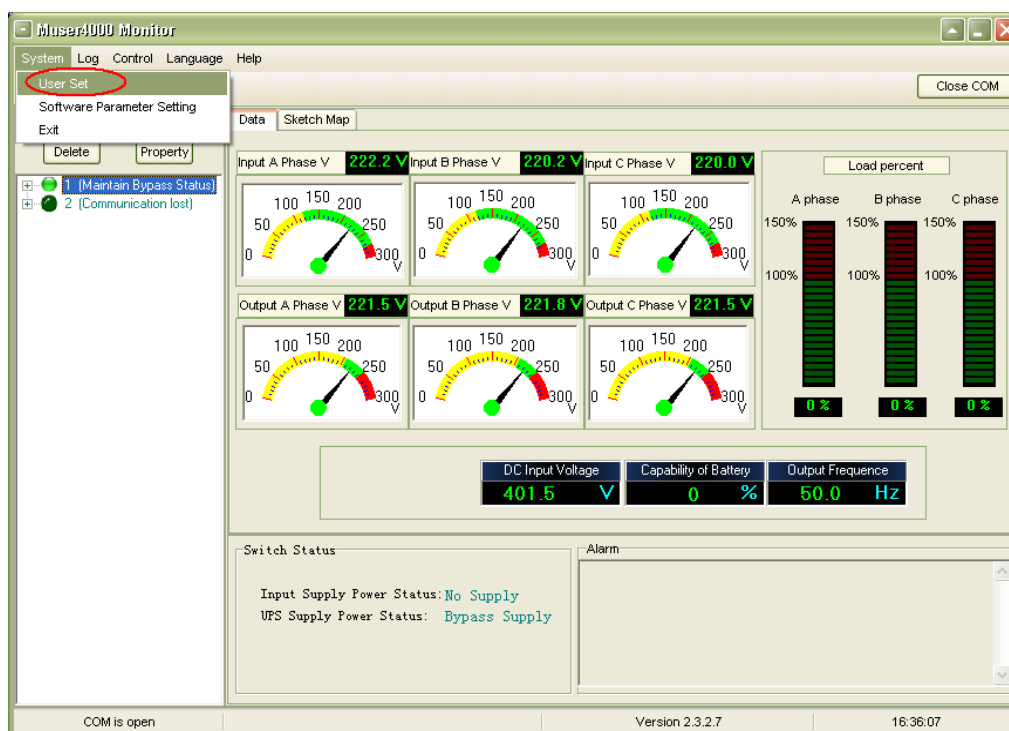 Muser4000 Monitor
System Log Control Language Help
User Set
Software Parameter Setting
Exit
Close COM
Delete Property
1 (Maintain Bypass Status)
2 (Communication lost)
Data Sketch Map
Input A Phase V 222.2 V Input B Phase V 220.2 V Input C Phase V 220.0 V
0 50 100 150 200 250 300 V
0 50 100 150 200 250 300 V
0 50 100 150 200 250 300 V
Output A Phase V 221.5 V Output B Phase V 221.8 V Output C Phase V 221.5 V
0 50 100 150 200 250 300 V
0 50 100 150 200 250 300 V
0 50 100 150 200 250 300 V
Load percent
A phase B phase C phase
150% 150% 150%
100% 100% 100%
0 % 0 % 0 %
DC Input Voltage Capability of Battery Output Frequence
401.5 V 0 % 50.0 Hz
Switch Status
Input Supply Power Status: No Supply
UPS Supply Power Status: Bypass Supply
Alarm
COM is open Version 2.3.2.7 16:36:07